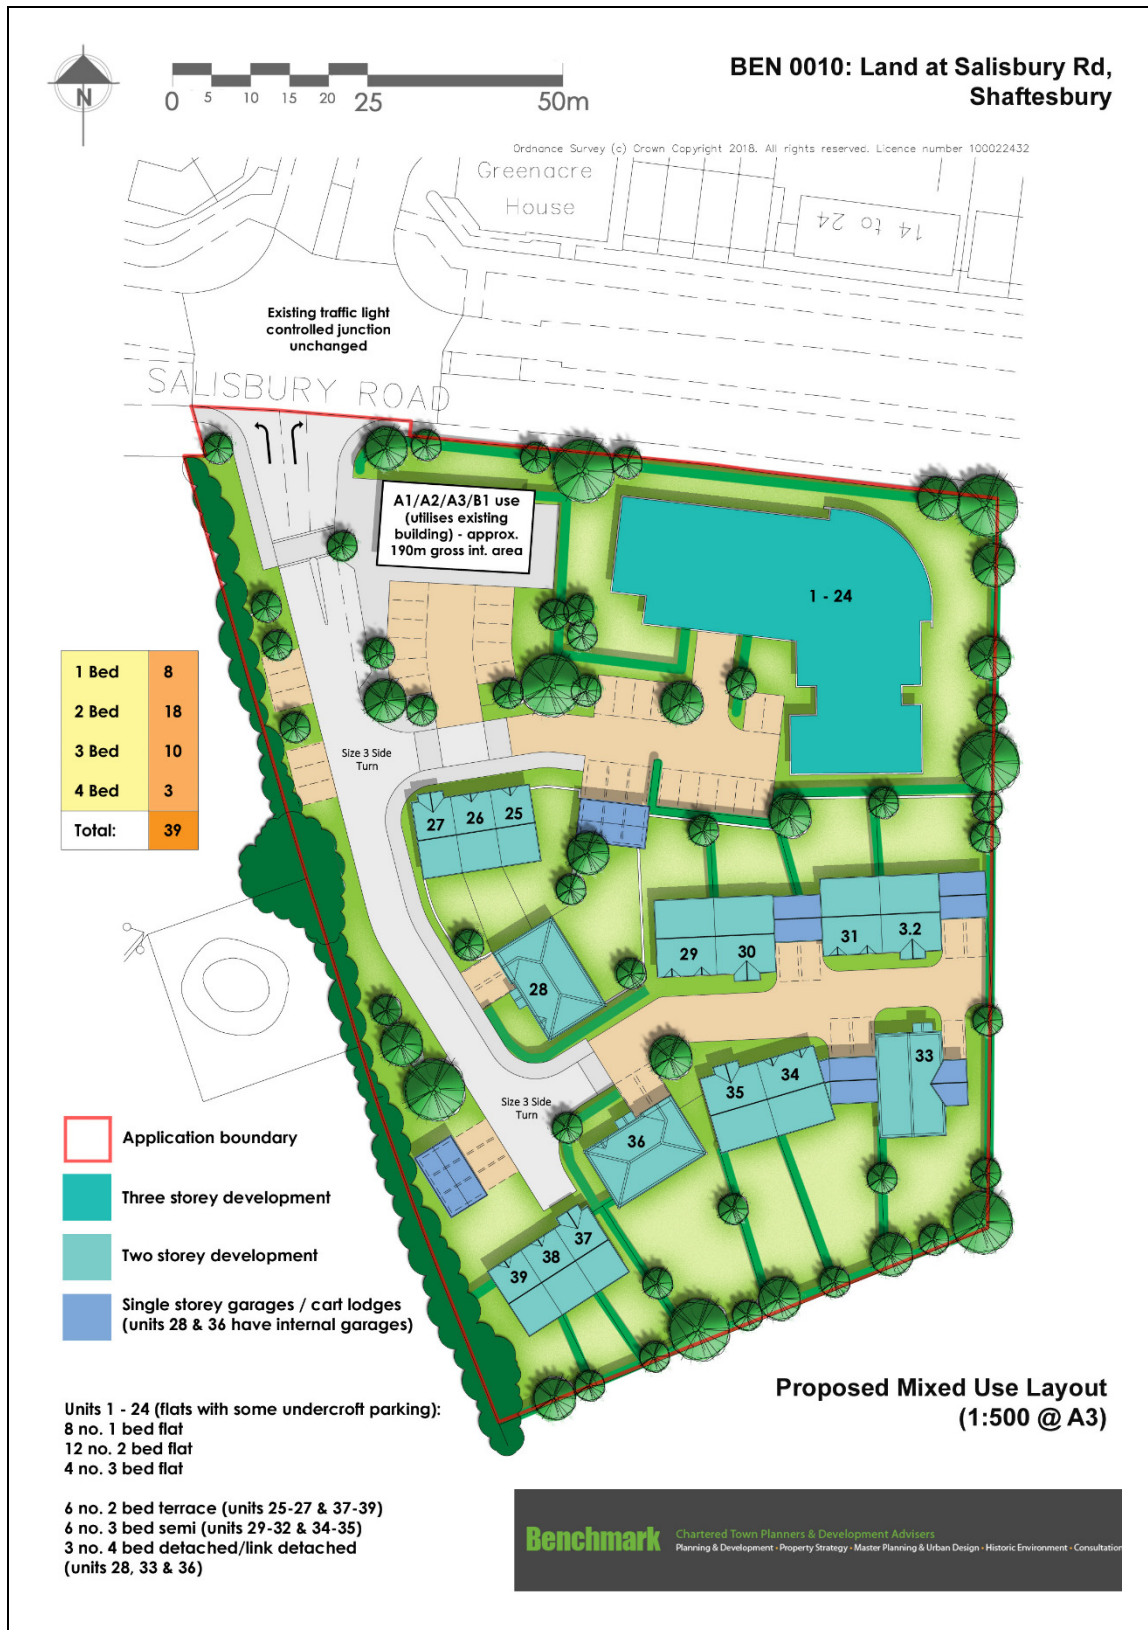 BEN 0010: Land at Salisbury Rd,
Shaftesbury
N
0 5 10 15 20 25 50m
Ordnance Survey (c) Crown Copyright 2018. All rights reserved. Licence number 100022432
Greenacre
House
14 to 24
Existing traffic light
controlled junction
unchanged
SALISBURY ROAD
A1/A2/A3/B1 use
(utilises existing
building) - approx.
190m gross int. area
1 - 24
1 Bed 8
2 Bed 18
3 Bed 10
4 Bed 3
Total: 39
Size 3 Side
Turn
27 26 25
29 30 31 3.2
28
33
34
35
36
Size 3 Side
Turn
37
38
39
Application boundary
Three storey development
Two storey development
Single storey garages / cart lodges
(units 28 & 36 have internal garages)
Proposed Mixed Use Layout
(1:500 @ A3)
Units 1 - 24 (flats with some undercroft parking):
8 no. 1 bed flat
12 no. 2 bed flat
4 no. 3 bed flat
6 no. 2 bed terrace (units 25-27 & 37-39)
6 no. 3 bed semi (units 29-32 & 34-35)
3 no. 4 bed detached/link detached
(units 28, 33 & 36)
Benchmark
Chartered Town Planners & Development Advisers
Planning & Development • Property Strategy • Master Planning & Urban Design • Historic Environment • Consultation